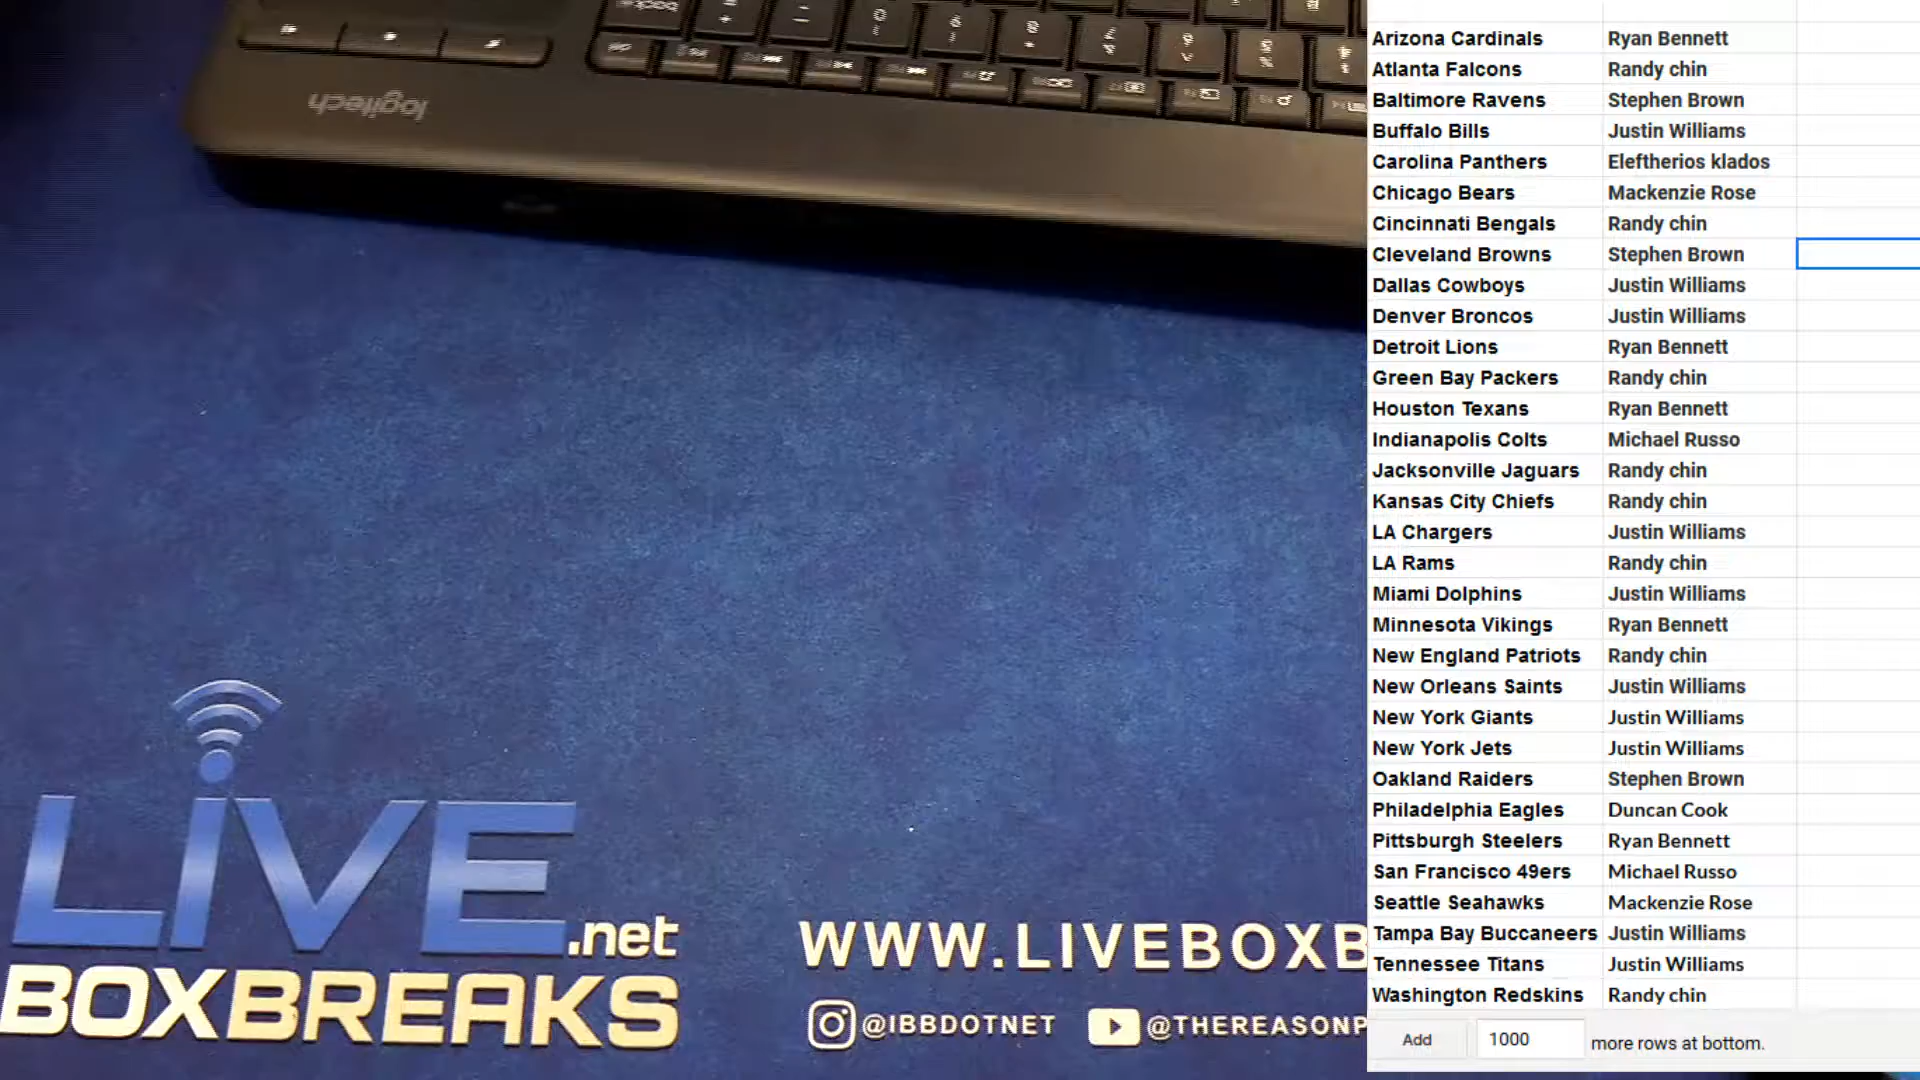 logitech
LiVE.net
BOXBREAKS
WWW.LIVEBOXB
@IBBDOTNET
@THEREASONP
Arizona Cardinals Ryan Bennett
Atlanta Falcons Randy chin
Baltimore Ravens Stephen Brown
Buffalo Bills Justin Williams
Carolina Panthers Eleftherios klados
Chicago Bears Mackenzie Rose
Cincinnati Bengals Randy chin
Cleveland Browns Stephen Brown
Dallas Cowboys Justin Williams
Denver Broncos Justin Williams
Detroit Lions Ryan Bennett
Green Bay Packers Randy chin
Houston Texans Ryan Bennett
Indianapolis Colts Michael Russo
Jacksonville Jaguars Randy chin
Kansas City Chiefs Randy chin
LA Chargers Justin Williams
LA Rams Randy chin
Miami Dolphins Justin Williams
Minnesota Vikings Ryan Bennett
New England Patriots Randy chin
New Orleans Saints Justin Williams
New York Giants Justin Williams
New York Jets Justin Williams
Oakland Raiders Stephen Brown
Philadelphia Eagles Duncan Cook
Pittsburgh Steelers Ryan Bennett
San Francisco 49ers Michael Russo
Seattle Seahawks Mackenzie Rose
Tampa Bay Buccaneers Justin Williams
Tennessee Titans Justin Williams
Washington Redskins Randy chin
Add 1000 more rows at bottom.